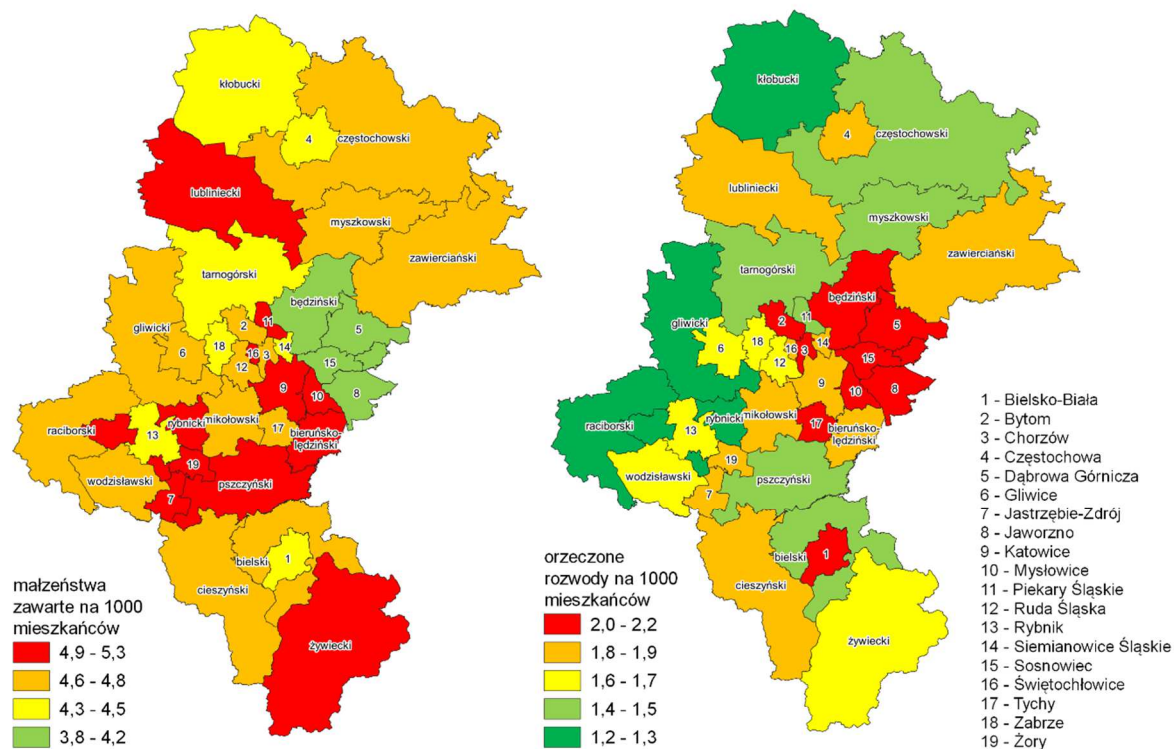 kłobucki
4
częstochowski
lubliniecki
myszkowski
zawierciański
tarnogórski
będziński
gliwicki
2
11
5
6
18
16
3
14
12
15
9
10
8
raciborski
13
rybnicki
mikołowski
17
bieruńsko-
lędziński
19
wodzisławski
pszczyński
7
bielski
1
cieszyński
żywiecki
małżeństwa
zawarte na 1000
mieszkańców
4,9 - 5,3
4,6 - 4,8
4,3 - 4,5
3,8 - 4,2
kłobucki
4
częstochowski
lubliniecki
myszkowski
zawierciański
tarnogórski
będziński
gliwicki
2
11
5
6
18
16
3
14
12
15
9
10
8
raciborski
13
rybnicki
mikołowski
17
bieruńsko-
lędziński
19
wodzisławski
pszczyński
7
bielski
1
cieszyński
żywiecki
orzeczone
rozwody na 1000
mieszkańców
2,0 - 2,2
1,8 - 1,9
1,6 - 1,7
1,4 - 1,5
1,2 - 1,3
1 - Bielsko-Biała
2 - Bytom
3 - Chorzów
4 - Częstochowa
5 - Dąbrowa Górnicza
6 - Gliwice
7 - Jastrzębie-Zdrój
8 - Jaworzno
9 - Katowice
10 - Mysłowice
11 - Piekary Śląskie
12 - Ruda Śląska
13 - Rybnik
14 - Siemianowice Śląskie
15 - Sosnowiec
16 - Świętochłowice
17 - Tychy
18 - Zabrze
19 - Żory